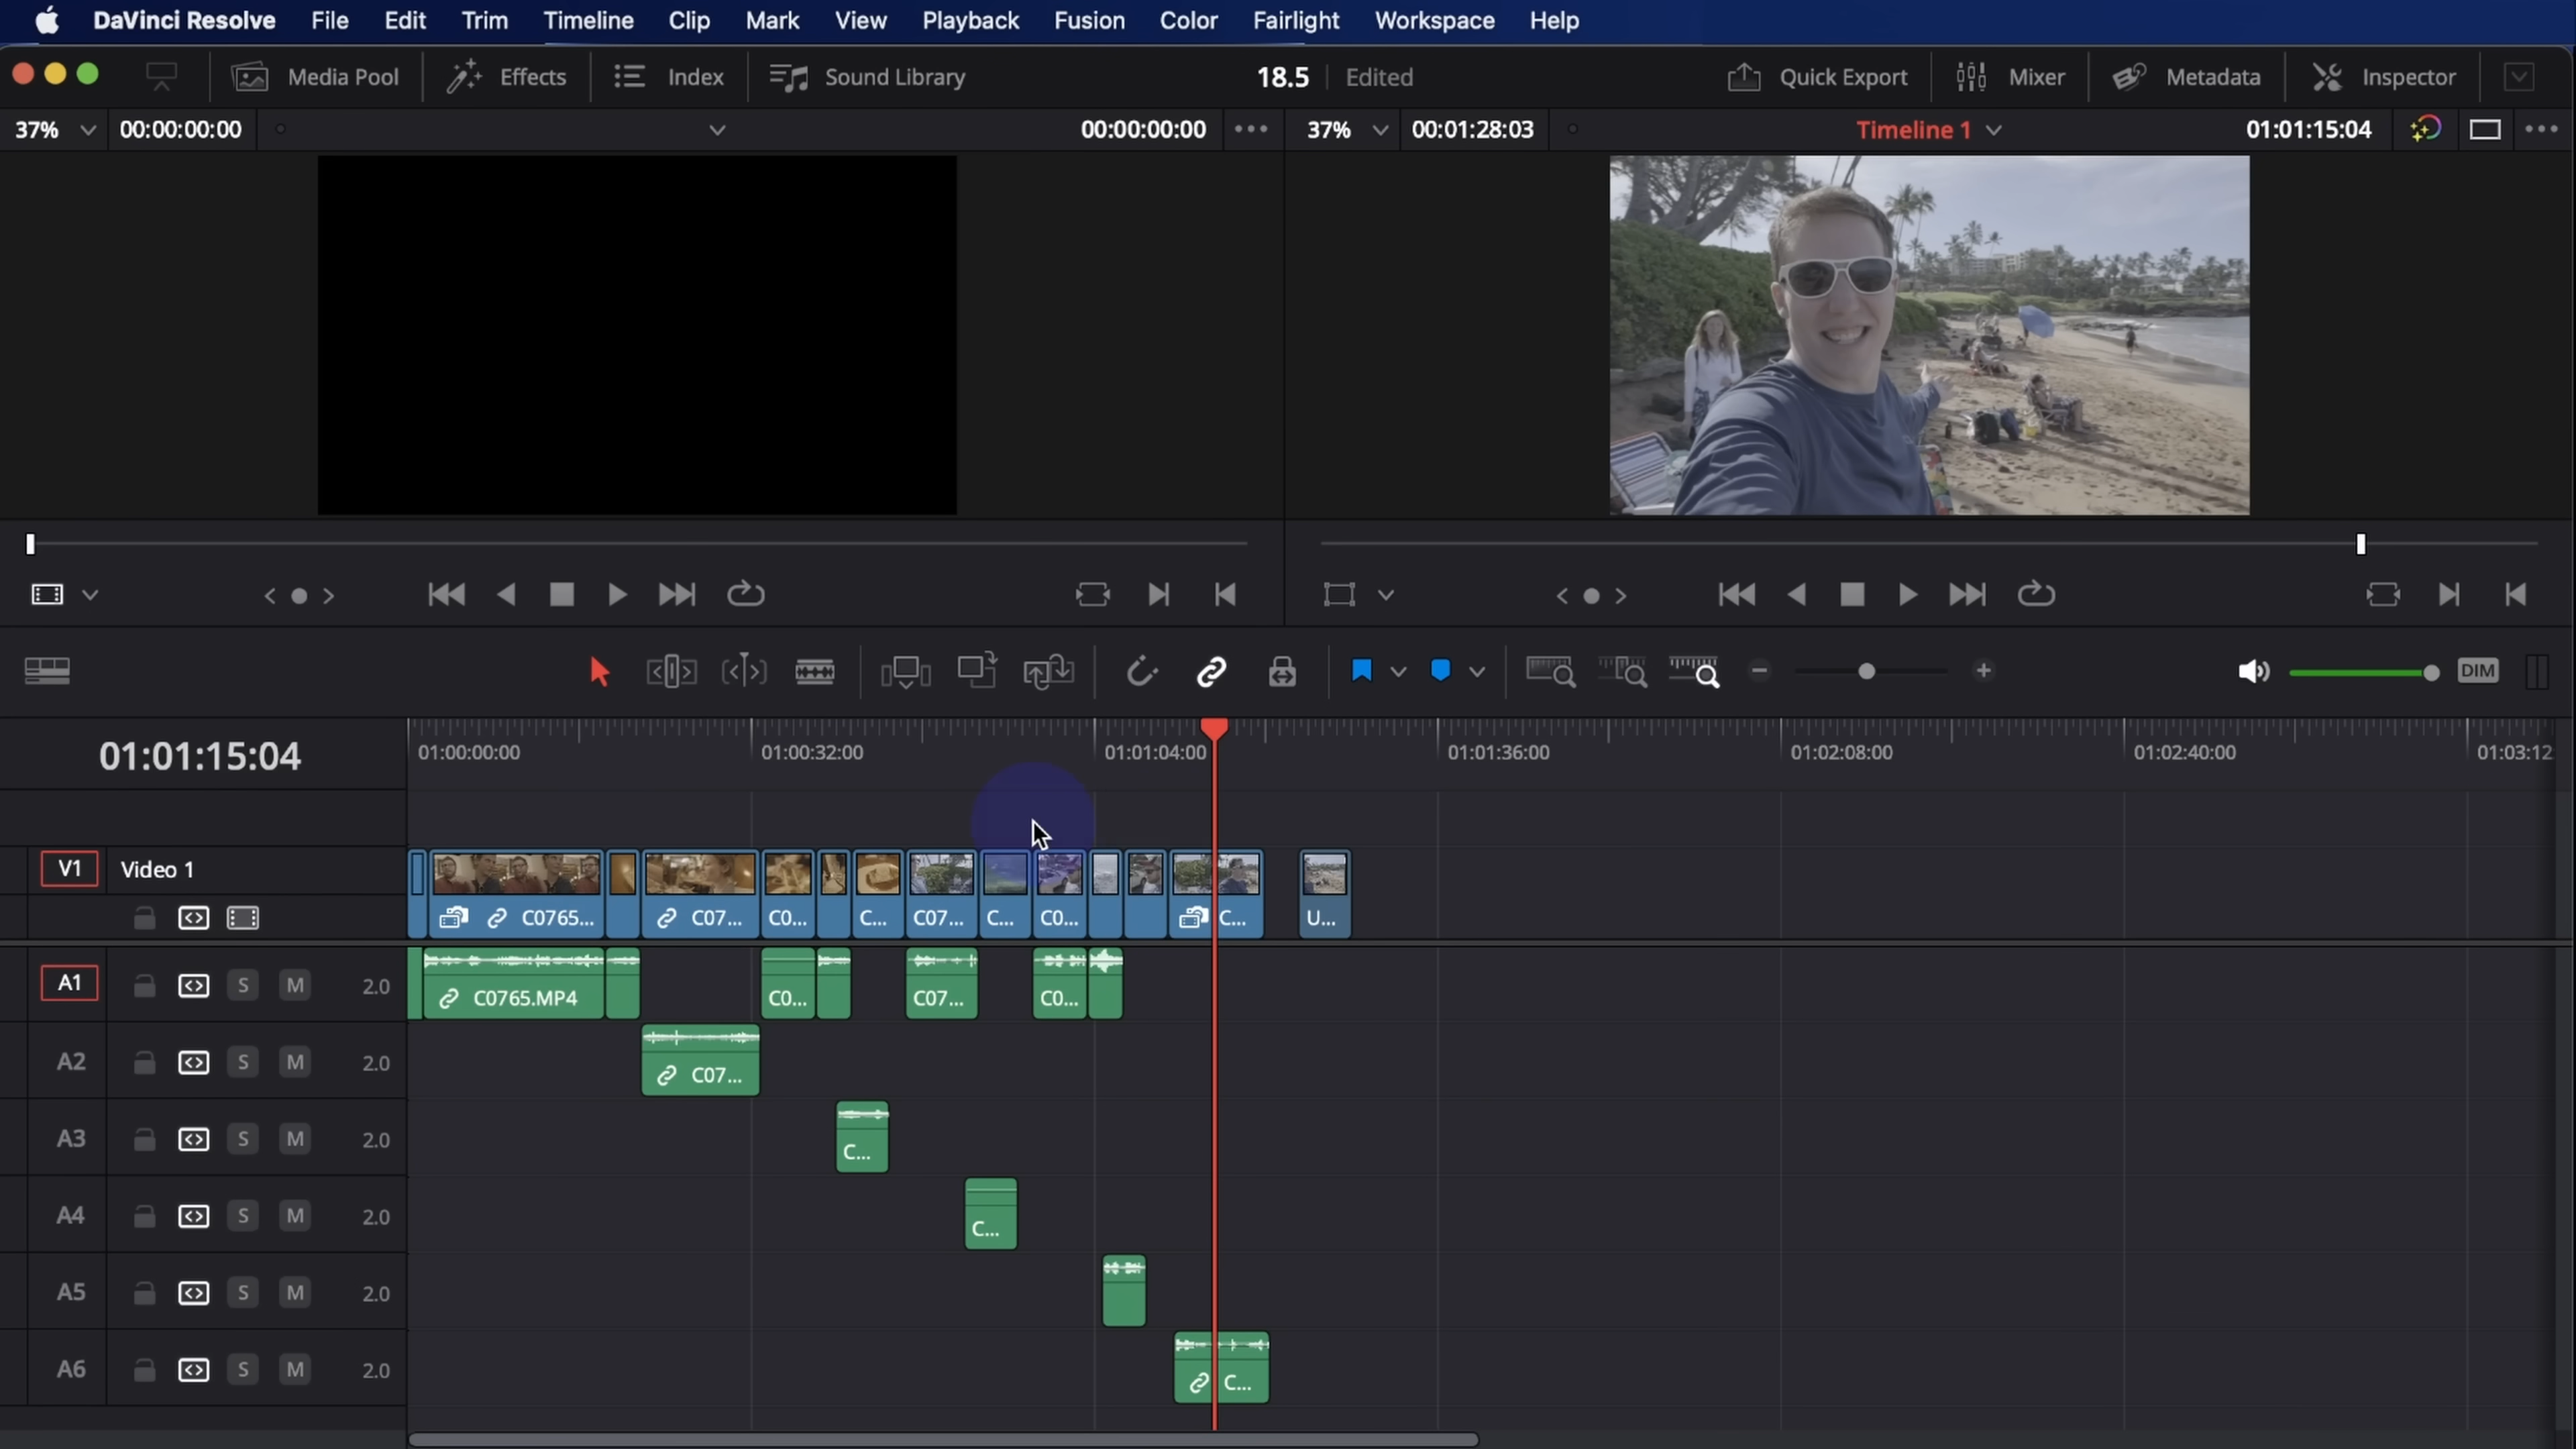 DaVinci Resolve File Edit Trim Timeline Clip Mark View Playback Fusion Color Fairlight Workspace Help
Media Pool Effects Index Sound Library 18.5 Edited Quick Export Mixer Metadata Inspector
37% 00:00:00:00 00:00:00:00 37% 00:01:28:03 Timeline 1 01:01:15:04
DIM
01:01:15:04 01:00:00:00 01:00:32:00 01:01:04:00 01:01:36:00 01:02:08:00 01:02:40:00 01:03:12:
V1 Video 1
C0765... C07... C0... C... C07... C... C0... C... U...
A1 S M 2.0 C0765.MP4 C0... C07... C0...
A2 S M 2.0 C07...
A3 S M 2.0 C...
A4 S M 2.0 C...
A5 S M 2.0
A6 S M 2.0 C...